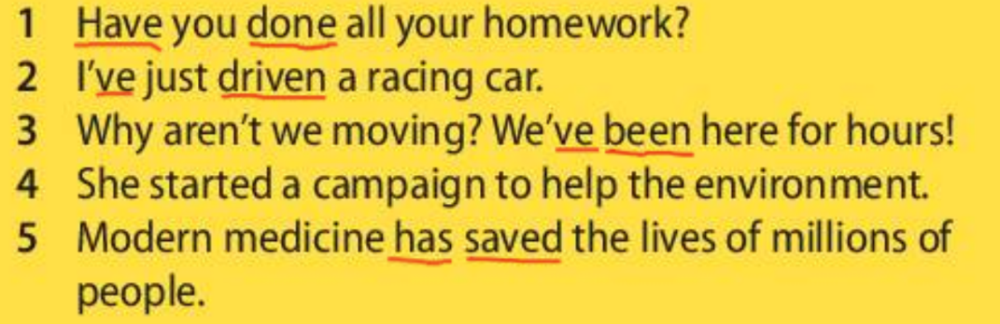 1 Have you done all your homework?
2 I've just driven a racing car.
3 Why aren't we moving? We've been here for hours!
4 She started a campaign to help the environment.
5 Modern medicine has saved the lives of millions of
people.